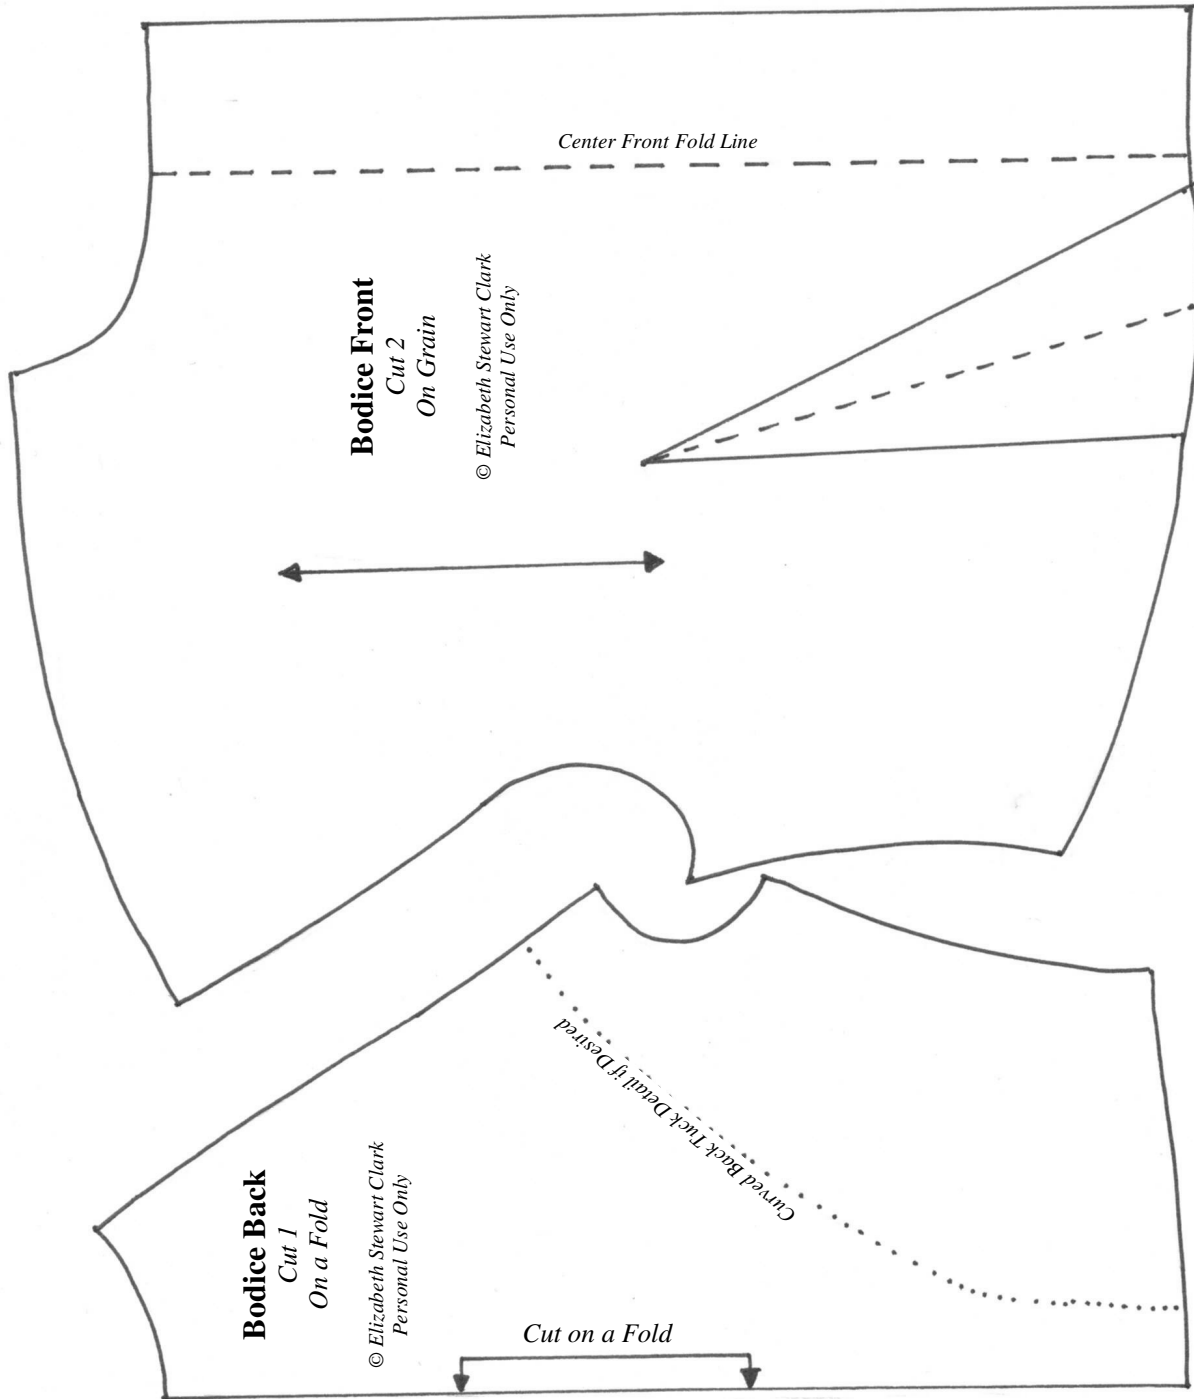 Center Front Fold Line
Bodice Front
Cut 2
On Grain
© Elizabeth Stewart Clark
Personal Use Only
Curved Back Tuck Detail if Desired
Bodice Back
Cut 1
On a Fold
© Elizabeth Stewart Clark
Personal Use Only
Cut on a Fold